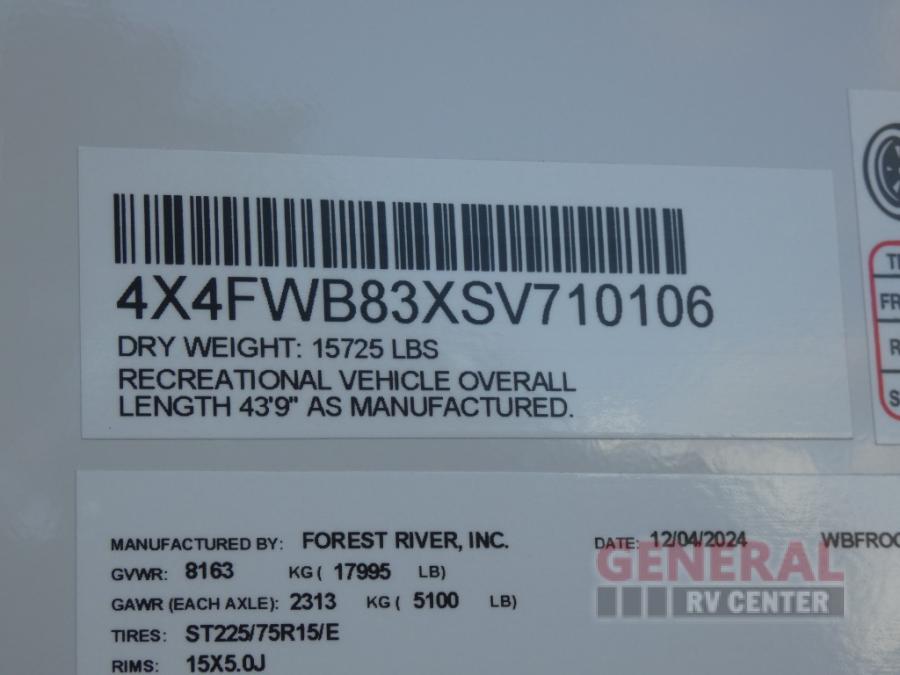 4X4FWB83XSV710106
DRY WEIGHT: 15725 LBS
RECREATIONAL VEHICLE OVERALL
LENGTH 43'9" AS MANUFACTURED.
MANUFACTURED BY: FOREST RIVER, INC. DATE: 12/04/2024
GVWR: 8163 KG ( 17995 LB)
GAWR (EACH AXLE): 2313 KG ( 5100 LB)
TIRES: ST225/75R15/E
RIMS: 15X5.0J
GENERAL
RV CENTER